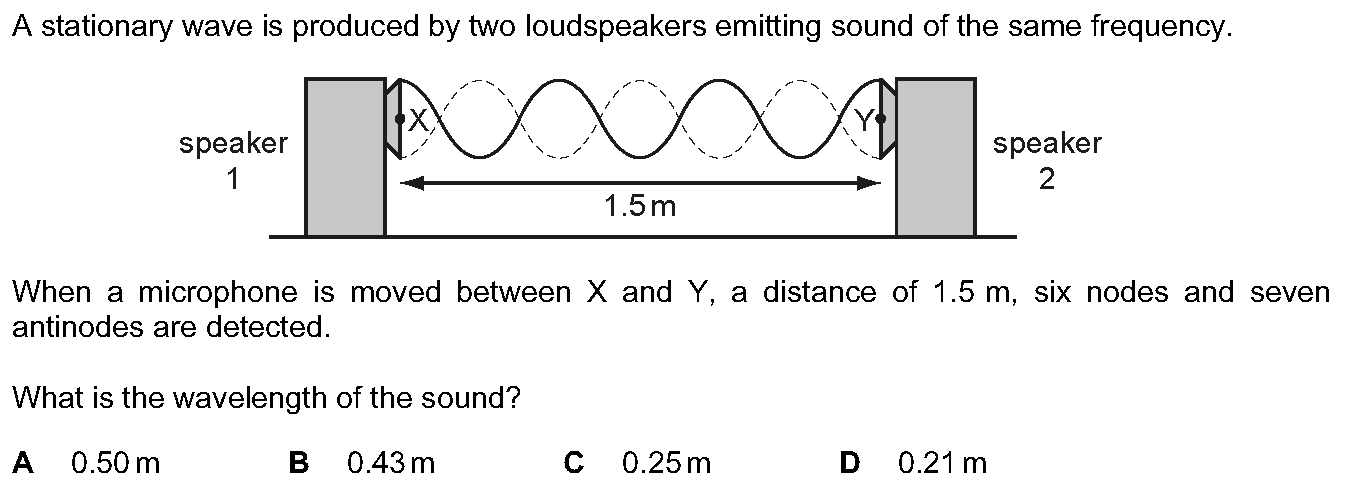 A stationary wave is produced by two loudspeakers emitting sound of the same frequency.
X
Y
speaker
1
speaker
2
1.5 m
When a microphone is moved between X and Y, a distance of 1.5 m, six nodes and seven
antinodes are detected.
What is the wavelength of the sound?
A 0.50 m B 0.43 m C 0.25 m D 0.21 m